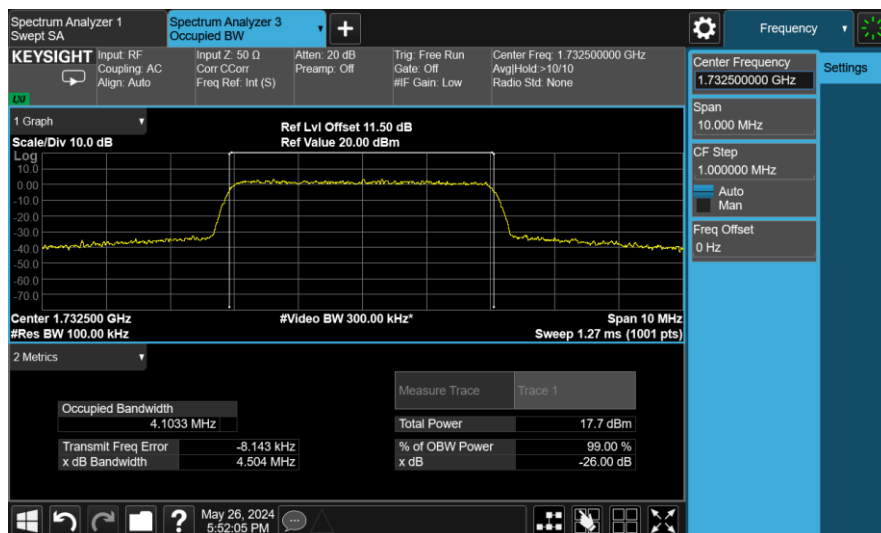 Spectrum Analyzer 1
Swept SA
Spectrum Analyzer 3
Occupied BW
Frequency
KEYSIGHT
Input: RF
Coupling: AC
Align: Auto
Input Z: 50 Ω
Corr CCorr
Freq Ref: Int (S)
Atten: 20 dB
Preamp: Off
Trig: Free Run
Gate: Off
#IF Gain: Low
Center Freq: 1.732500000 GHz
Avg|Hold:>10/10
Radio Std: None
LXI
Center Frequency
1.732500000 GHz
Settings
Span
10.000 MHz
CF Step
1.000000 MHz
Auto
Man
Freq Offset
0 Hz
1 Graph
Scale/Div 10.0 dB
Ref Lvl Offset 11.50 dB
Ref Value 20.00 dBm
Log
10.0
0.00
-10.0
-20.0
-30.0
-40.0
-50.0
-60.0
-70.0
Center 1.732500 GHz
#Video BW 300.00 kHz*
Span 10 MHz
#Res BW 100.00 kHz
Sweep 1.27 ms (1001 pts)
2 Metrics
Measure Trace
Trace 1
Occupied Bandwidth
4.1033 MHz
Total Power
17.7 dBm
Transmit Freq Error
-8.143 kHz
% of OBW Power
99.00 %
x dB Bandwidth
4.504 MHz
x dB
-26.00 dB
?
May 26, 2024
5:52:05 PM